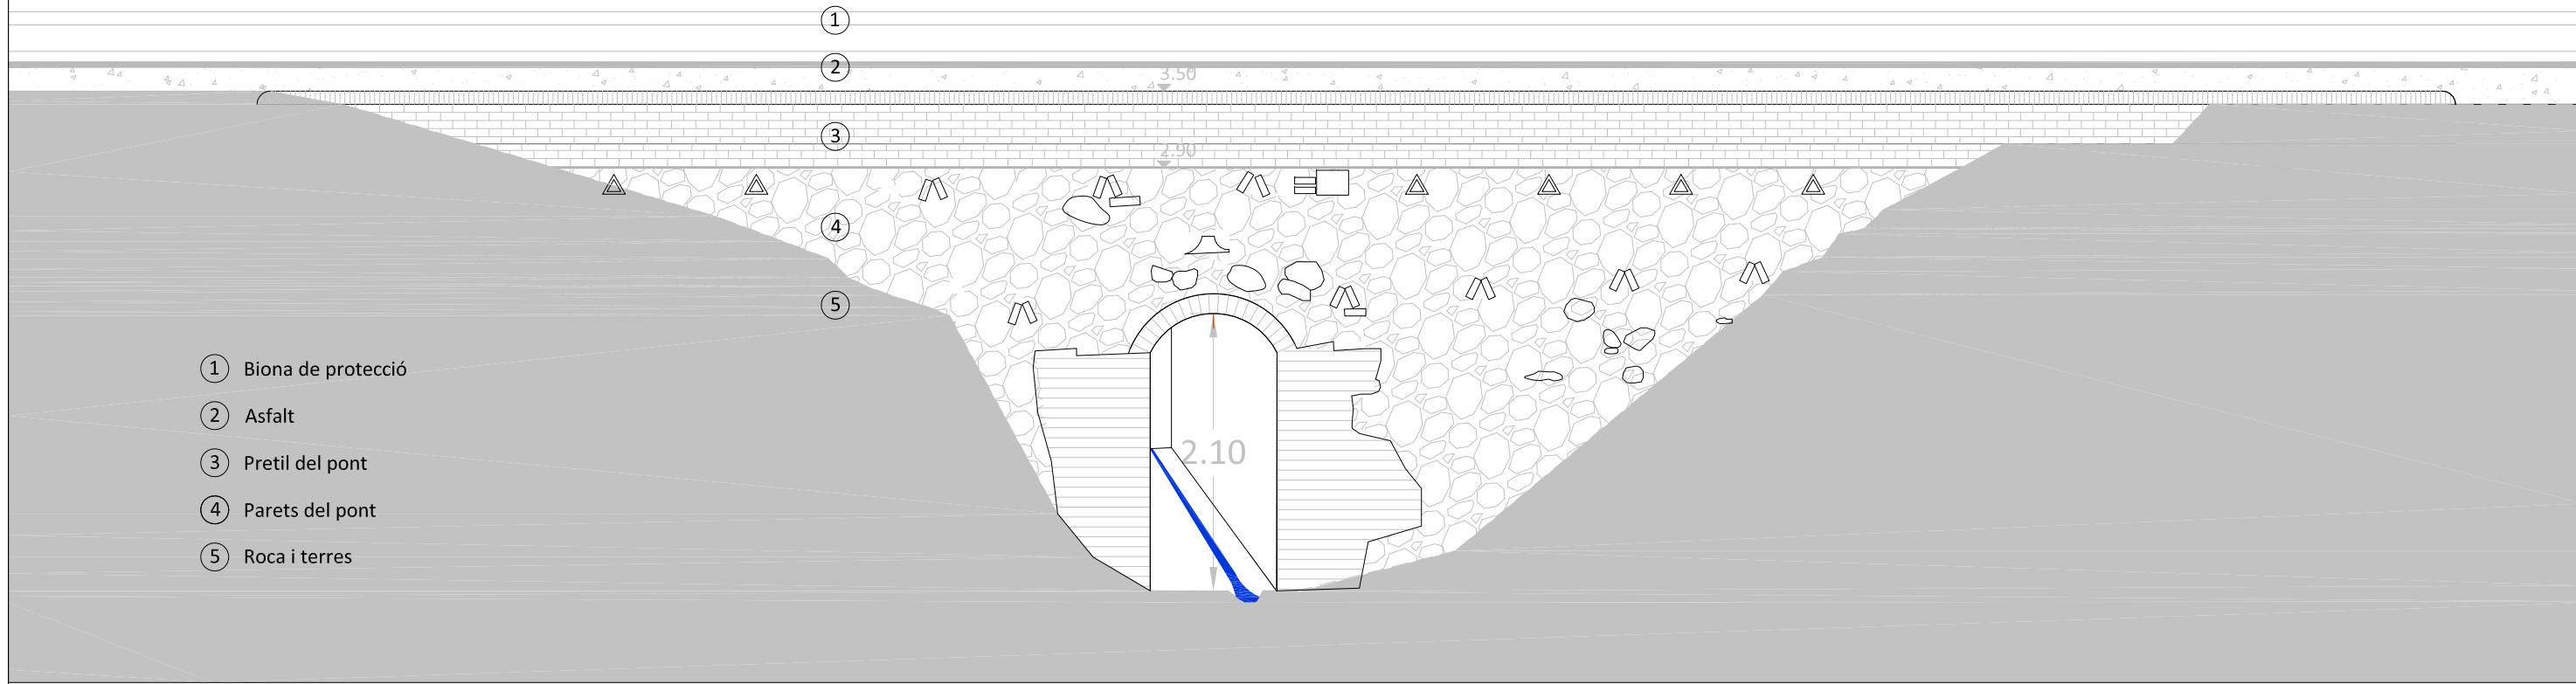 1
2
3.50
3
2.90
4
5
2.10
1 Biona de protecció
2 Asfalt
3 Pretil del pont
4 Parets del pont
5 Roca i terres